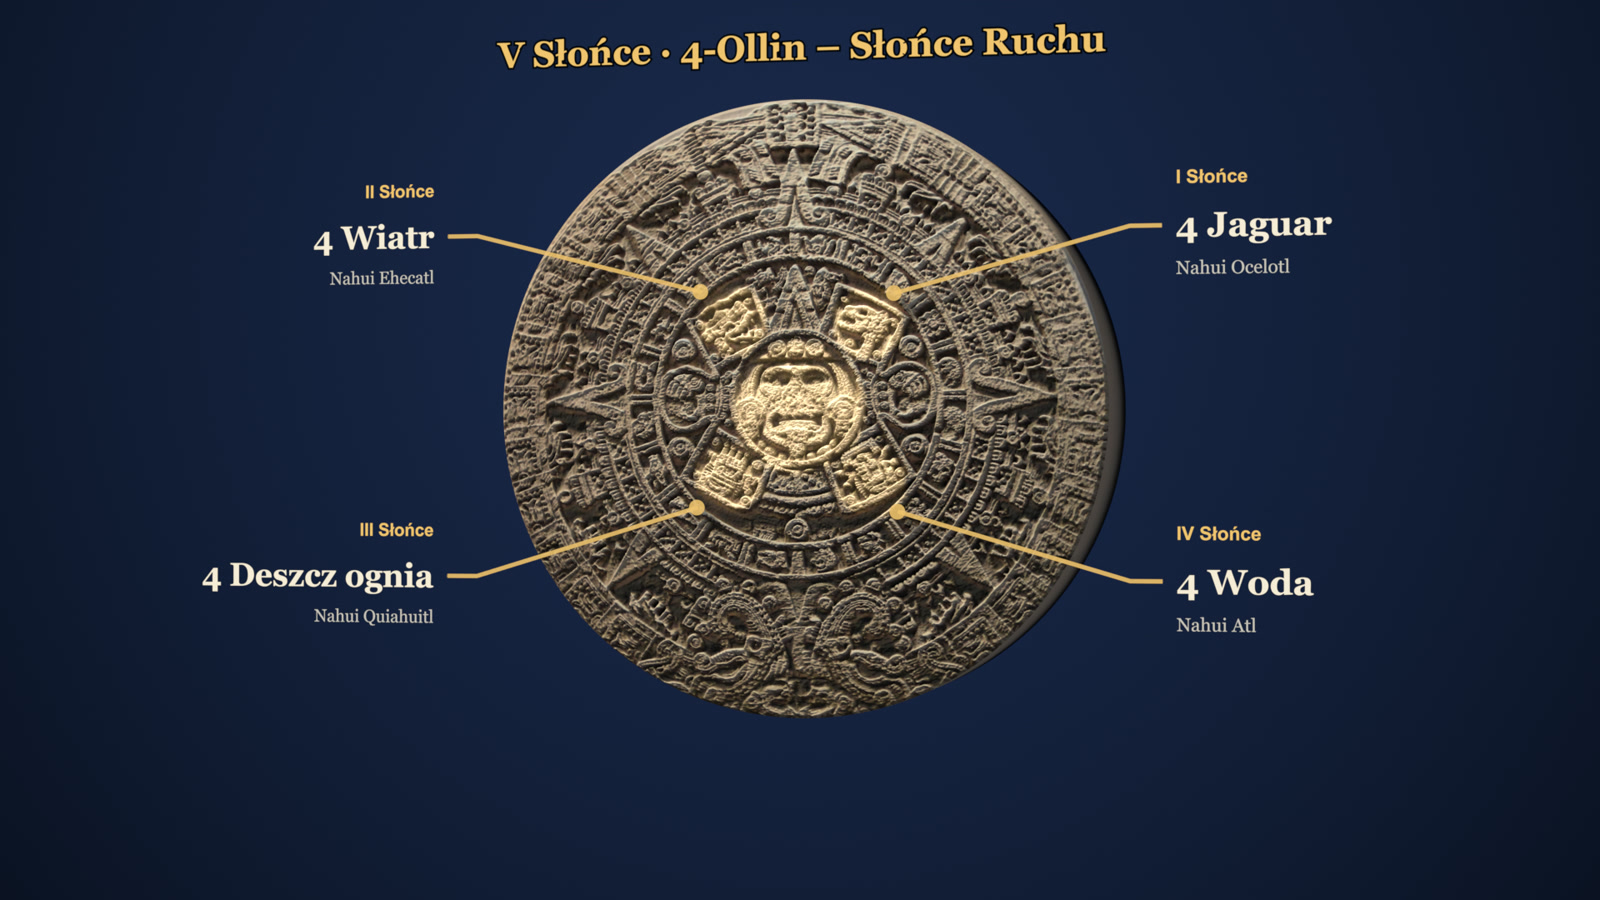 V Słońce · 4-Ollin – Słońce Ruchu
I Słońce
4 Jaguar
Nahui Ocelotl
II Słońce
4 Wiatr
Nahui Ehecatl
III Słońce
4 Deszcz ognia
Nahui Quiahuitl
IV Słońce
4 Woda
Nahui Atl